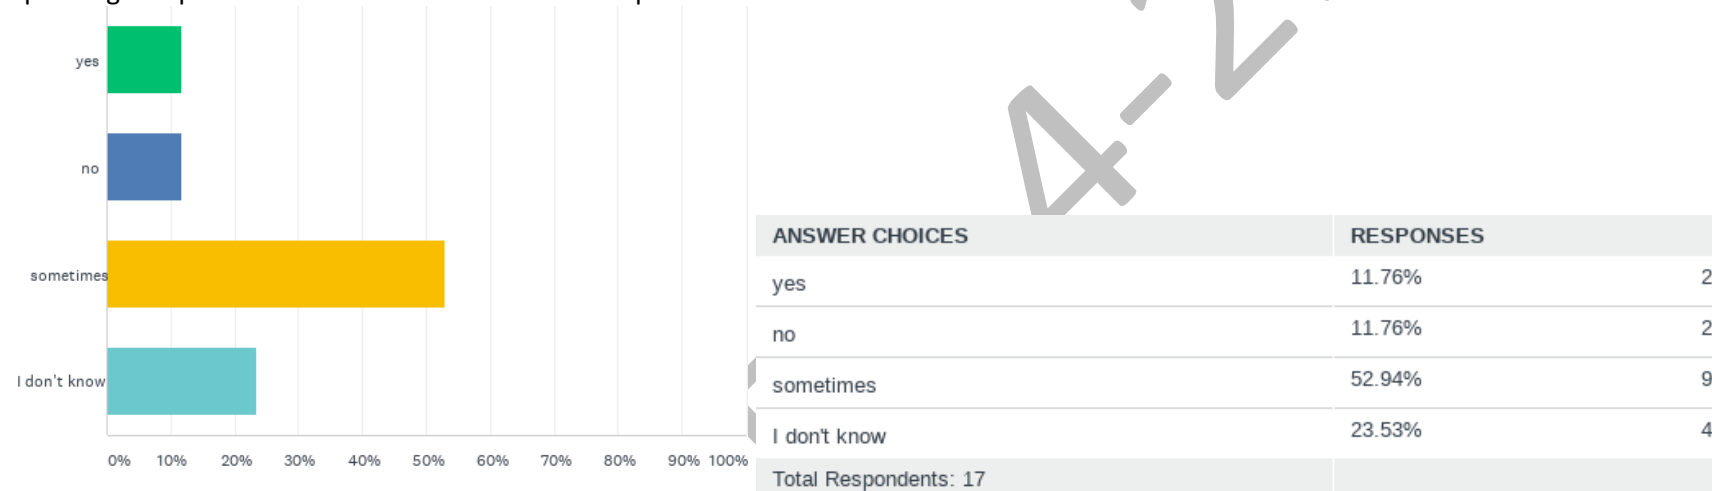 yes
no
sometimes
I don't know
0% 10% 20% 30% 40% 50% 60% 70% 80% 90% 100%
ANSWER CHOICES RESPONSES
yes 11.76% 2
no 11.76% 2
sometimes 52.94% 9
I don't know 23.53% 4
Total Respondents: 17
4-2